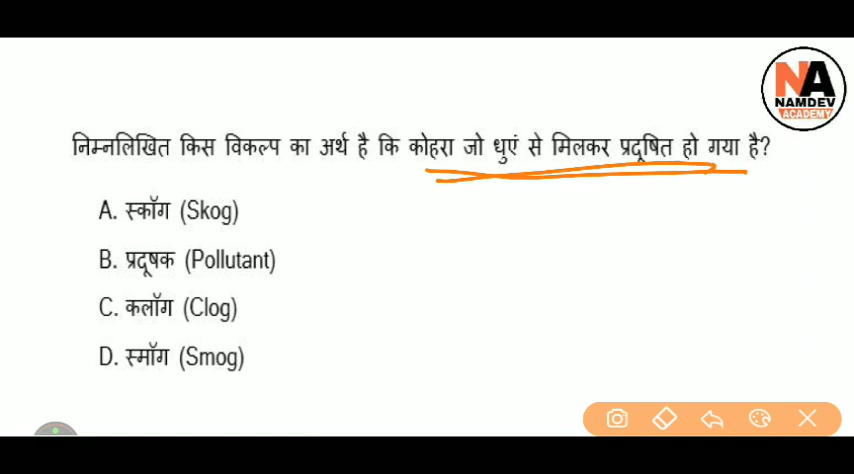 NA
NAMDEV
ACADEMY
निम्नलिखित किस विकल्प का अर्थ है कि कोहरा जो धुएं से मिलकर प्रदूषित हो गया है?
A. स्कॉग (Skog)
B. प्रदूषक (Pollutant)
C. कलॉग (Clog)
D. स्मॉग (Smog)